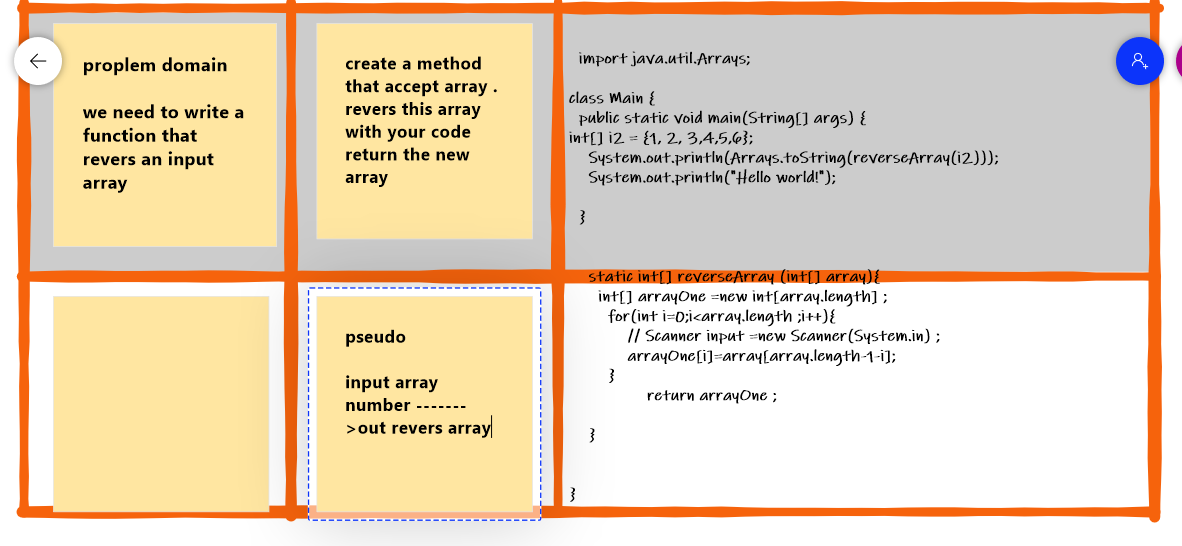 proplem domain
we need to write a
function that
revers an input
array
create a method
that accept array .
revers this array
with your code
return the new
array
import java.util.Arrays;
class Main {
public static void main(String[] args) {
int[] i2 = {1, 2, 3,4,5,6};
System.out.println(Arrays.toString(reverseArray(i2)));
System.out.println("Hello world!");
}
static int[] reverseArray (int[] array){
int[] arrayOne =new int[array.length] ;
for(int i=0;i<array.length ;i++){
// Scanner input =new Scanner(System.in) ;
arrayOne[i]=array[array.length-1-i];
}
return arrayOne ;
}
}
pseudo
input array
number -------
>out revers array